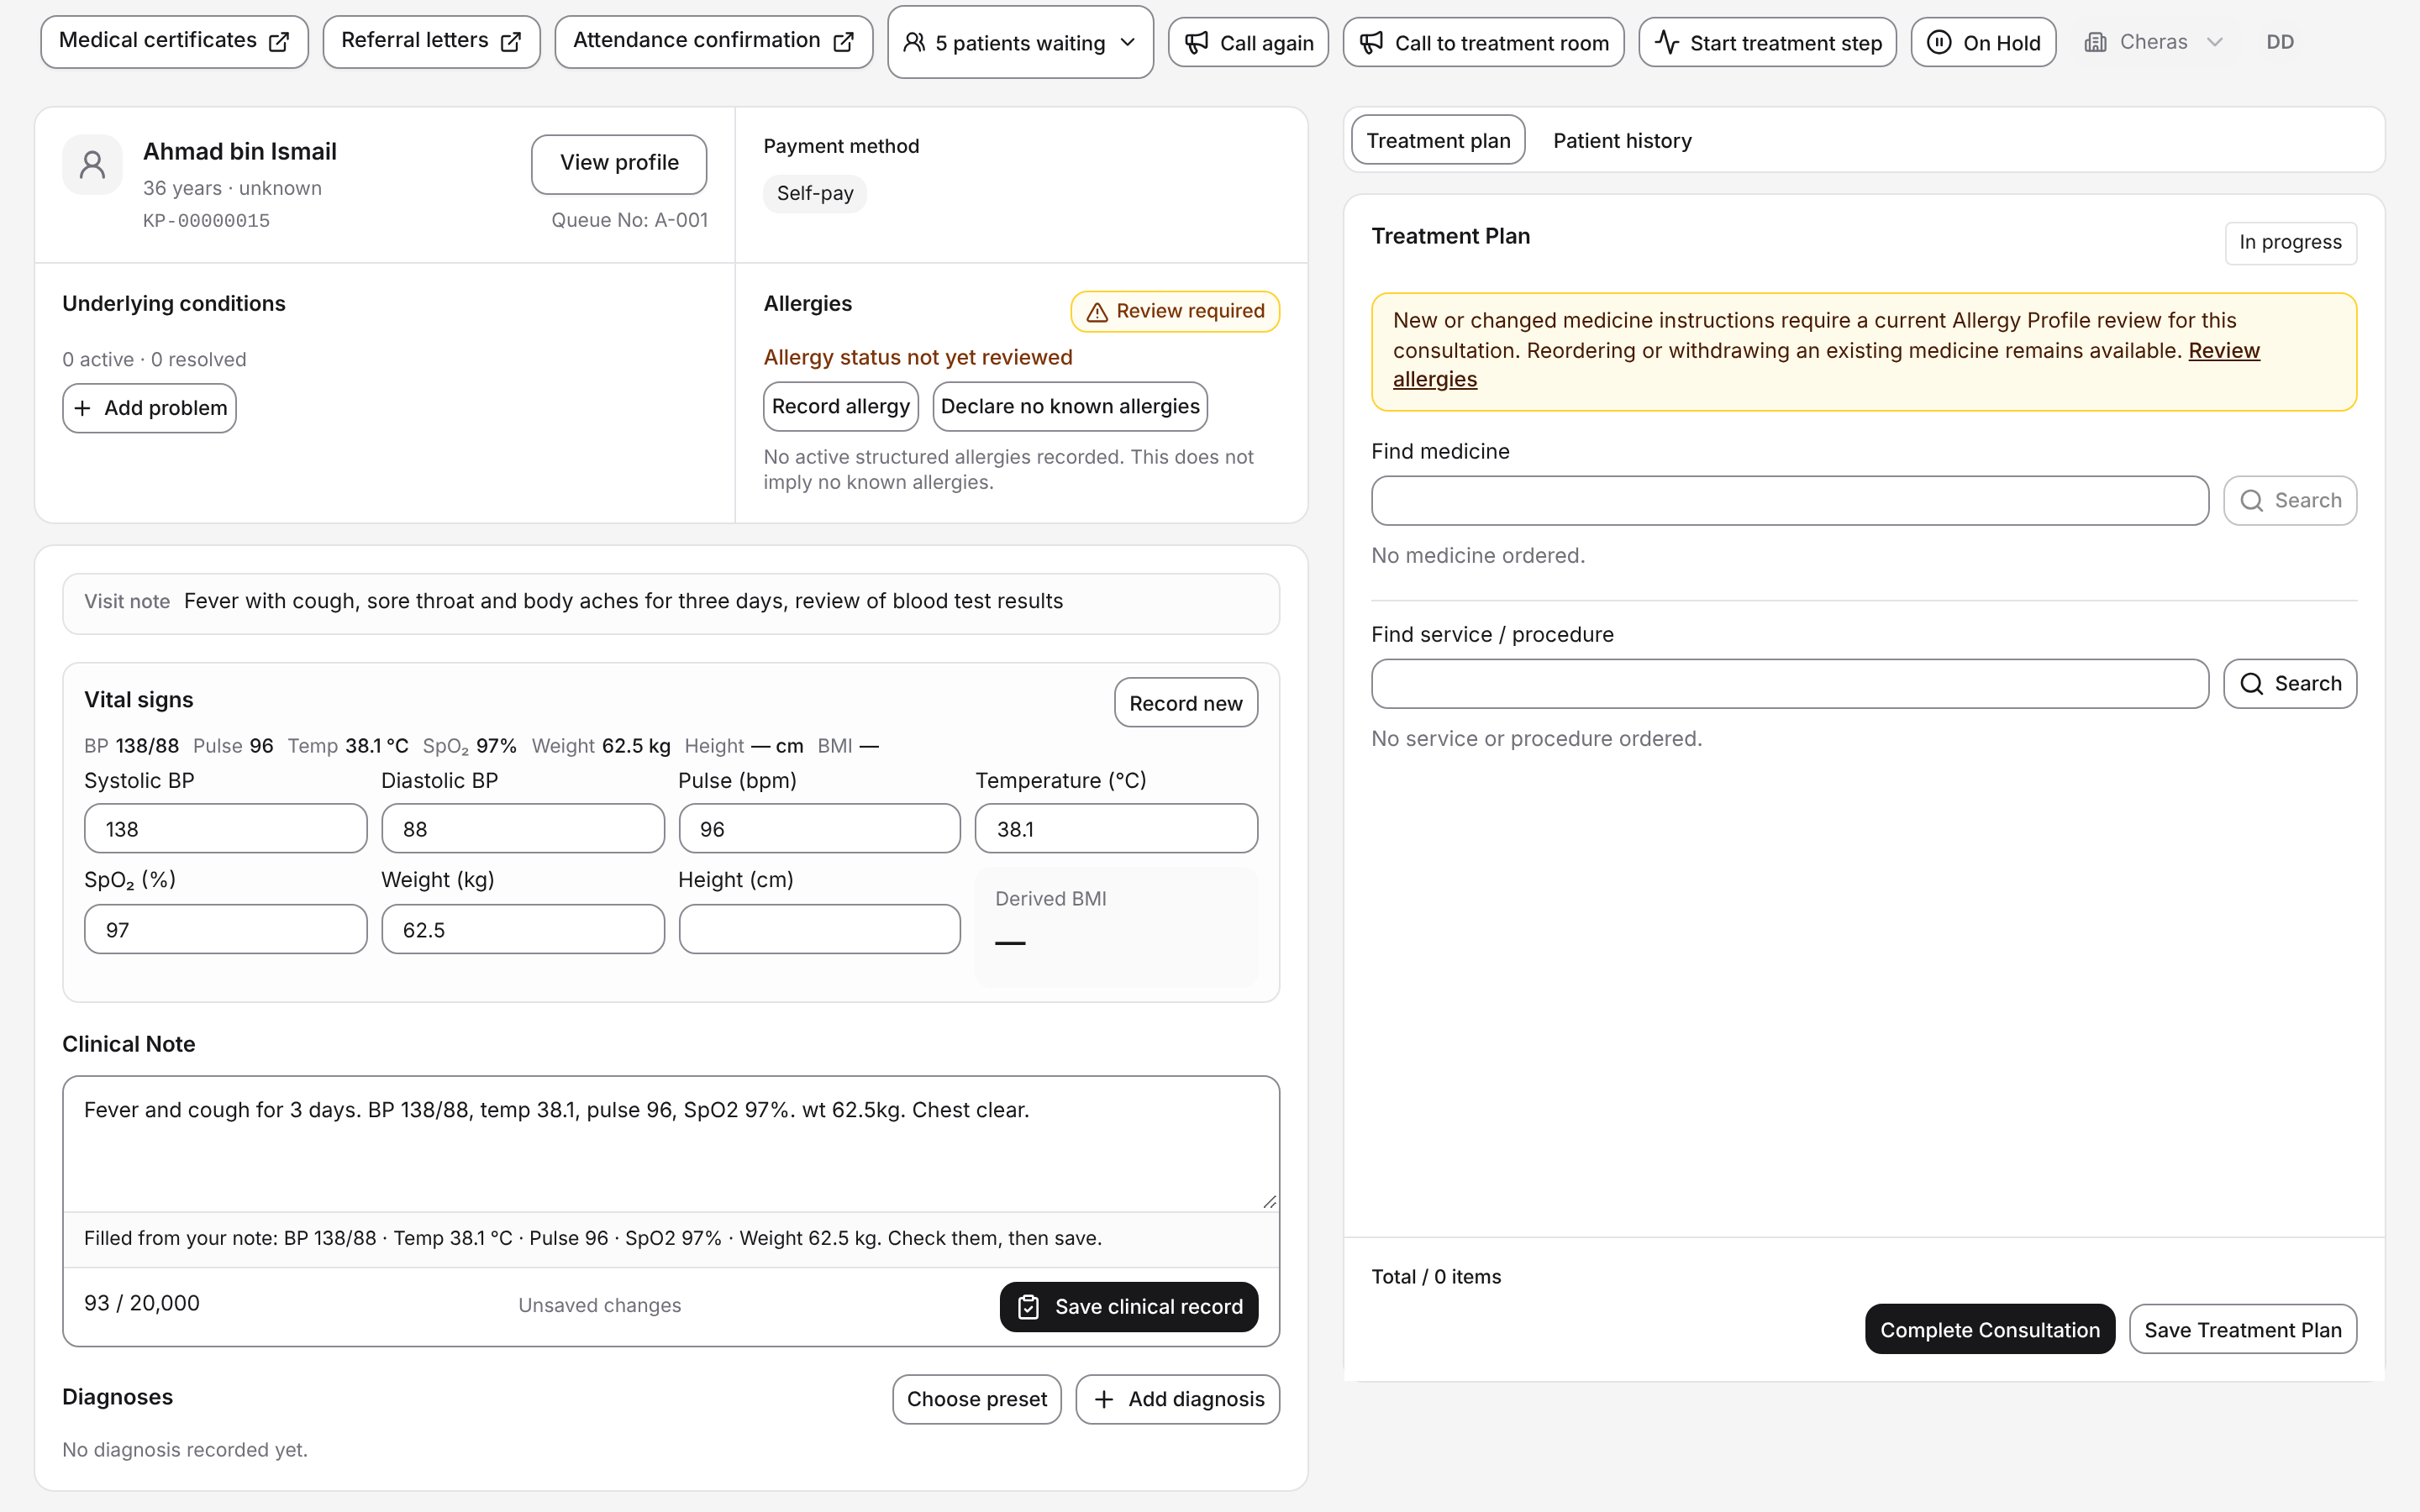 Medical certificates
Referral letters
Attendance confirmation
5 patients waiting
Call again
Call to treatment room
Start treatment step
On Hold
Cheras
DD
Ahmad bin Ismail
36 years · unknown
KP-00000015
View profile
Queue No: A-001
Payment method
Self-pay
Underlying conditions
0 active · 0 resolved
Add problem
Allergies
Review required
Allergy status not yet reviewed
Record allergy
Declare no known allergies
No active structured allergies recorded. This does not
imply no known allergies.
Visit note Fever with cough, sore throat and body aches for three days, review of blood test results
Vital signs
Record new
BP 138/88 Pulse 96 Temp 38.1 °C SpO₂ 97% Weight 62.5 kg Height — cm BMI —
Systolic BP
Diastolic BP
Pulse (bpm)
Temperature (°C)
138
88
96
38.1
SpO₂ (%)
Weight (kg)
Height (cm)
Derived BMI
97
62.5
—
Clinical Note
Fever and cough for 3 days. BP 138/88, temp 38.1, pulse 96, SpO2 97%. wt 62.5kg. Chest clear.
Filled from your note: BP 138/88 · Temp 38.1 °C · Pulse 96 · SpO2 97% · Weight 62.5 kg. Check them, then save.
93 / 20,000
Unsaved changes
Save clinical record
Diagnoses
Choose preset
Add diagnosis
No diagnosis recorded yet.
Treatment plan
Patient history
Treatment Plan
In progress
New or changed medicine instructions require a current Allergy Profile review for this
consultation. Reordering or withdrawing an existing medicine remains available. Review
allergies
Find medicine
Search
No medicine ordered.
Find service / procedure
Search
No service or procedure ordered.
Total / 0 items
Complete Consultation
Save Treatment Plan